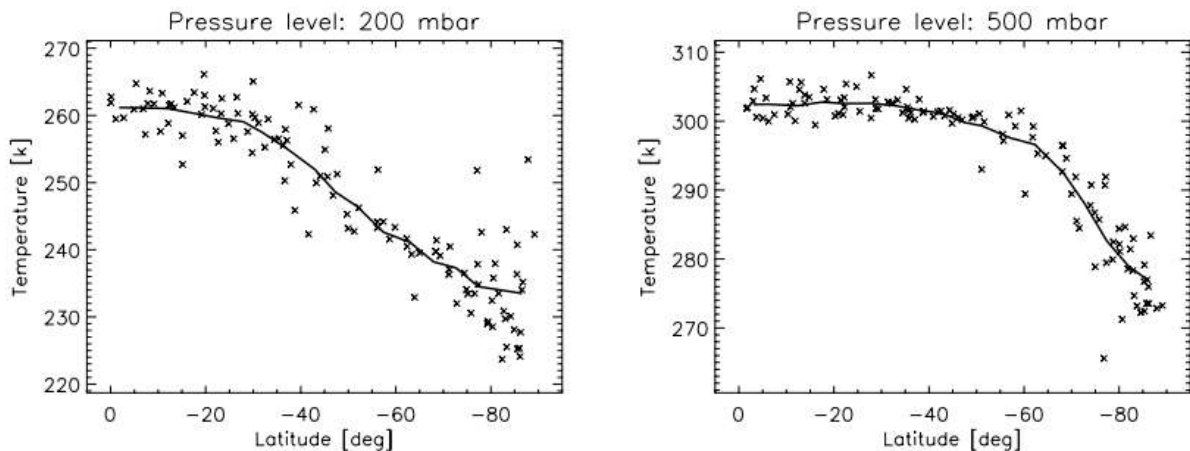 Pressure level: 200 mbar
270
260
250
240
230
220
Temperature [k]
0 −20 −40 −60 −80
Latitude [deg]
Pressure level: 500 mbar
310
300
290
280
270
Temperature [k]
0 −20 −40 −60 −80
Latitude [deg]